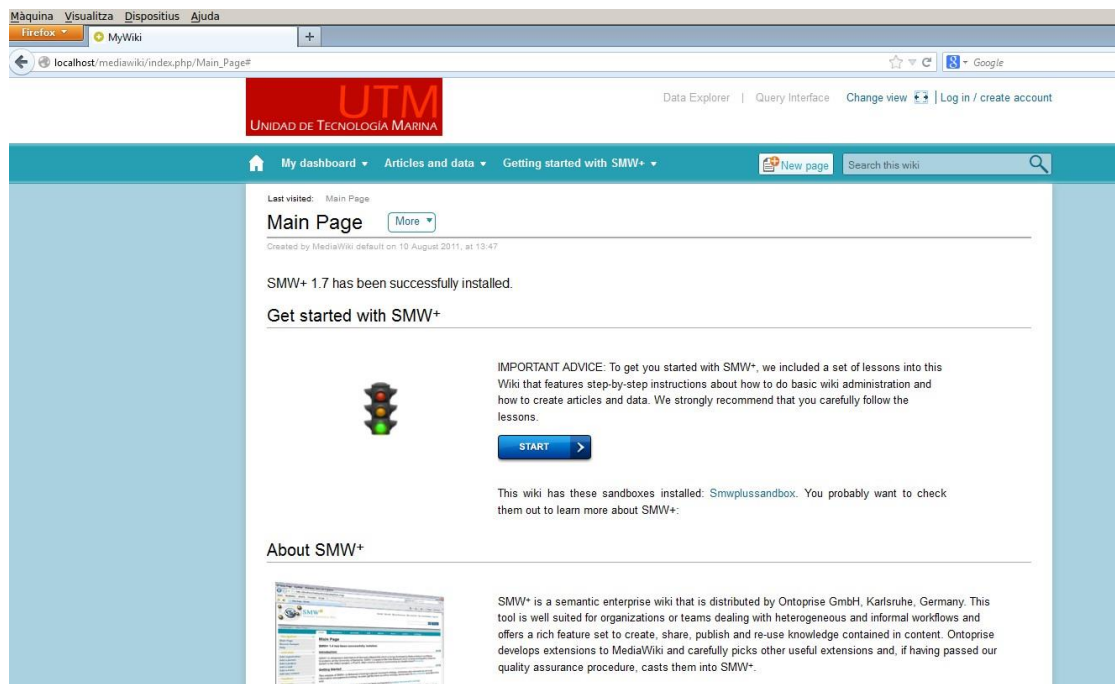 Màquina Visualitza Dispositius Ajuda
Firefox
MyWiki
+
localhost/mediawiki/index.php/Main_Page#
Google
UTM
UNIDAD DE TECNOLOGÍA MARINA
Data Explorer | Query Interface Change view | Log in / create account
My dashboard Articles and data Getting started with SMW+
New page
Search this wiki
Last visited: Main Page
Main Page
More
Created by MediaWiki default on 10 August 2011, at 13:47
SMW+ 1.7 has been successfully installed.
Get started with SMW+
IMPORTANT ADVICE: To get you started with SMW+, we included a set of lessons into this
Wiki that features step-by-step instructions about how to do basic wiki administration and
how to create articles and data. We strongly recommend that you carefully follow the
lessons.
START
This wiki has these sandboxes installed: Smwplussandbox. You probably want to check
them out to learn more about SMW+:
About SMW+
SMW+
Main Page
SMW+ is a semantic enterprise wiki that is distributed by Ontoprise GmbH, Karlsruhe, Germany. This
tool is well suited for organizations or teams dealing with heterogeneous and informal workflows and
offers a rich feature set to create, share, publish and re-use knowledge contained in content. Ontoprise
develops extensions to MediaWiki and carefully picks other useful extensions and, if having passed our
quality assurance procedure, casts them into SMW+.